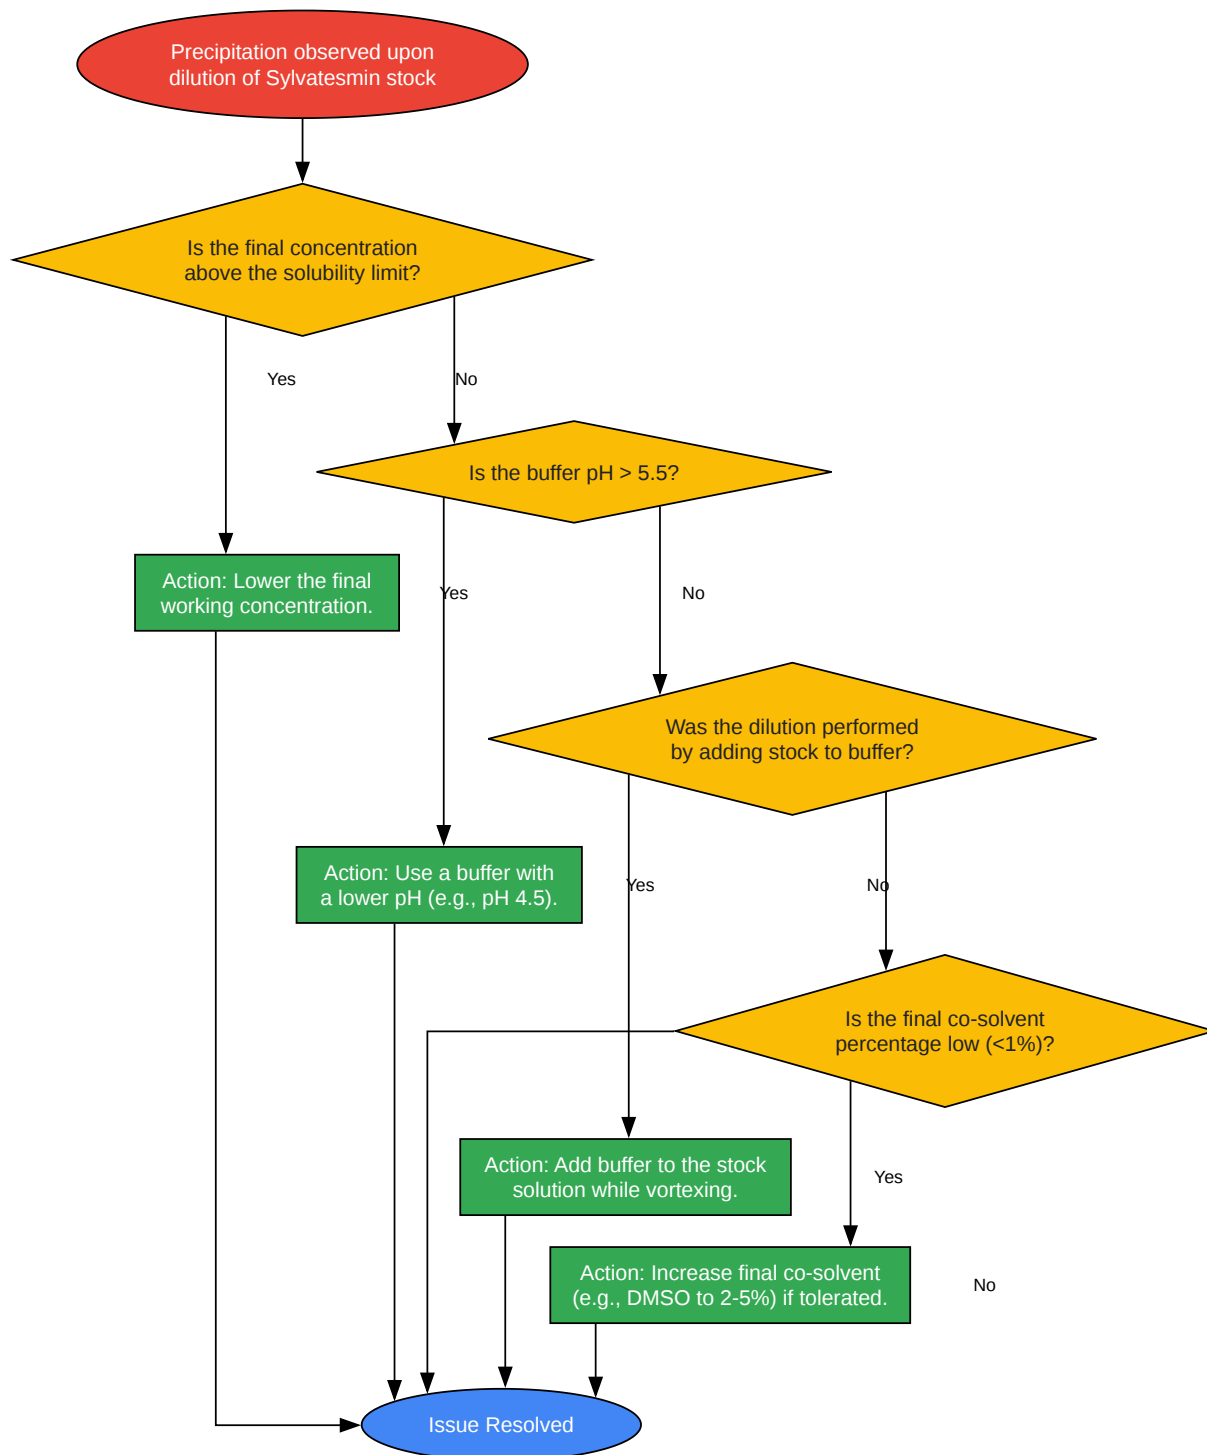 Precipitation observed upon
dilution of Sylvatesmin stock
Is the final concentration
above the solubility limit?
Yes
No
Is the buffer pH > 5.5?
Action: Lower the final
working concentration.
Yes
No
Was the dilution performed
by adding stock to buffer?
Action: Use a buffer with
a lower pH (e.g., pH 4.5).
Yes
No
Is the final co-solvent
percentage low (<1%)?
Action: Add buffer to the stock
solution while vortexing.
Yes
Action: Increase final co-solvent
(e.g., DMSO to 2-5%) if tolerated.
No
Issue Resolved